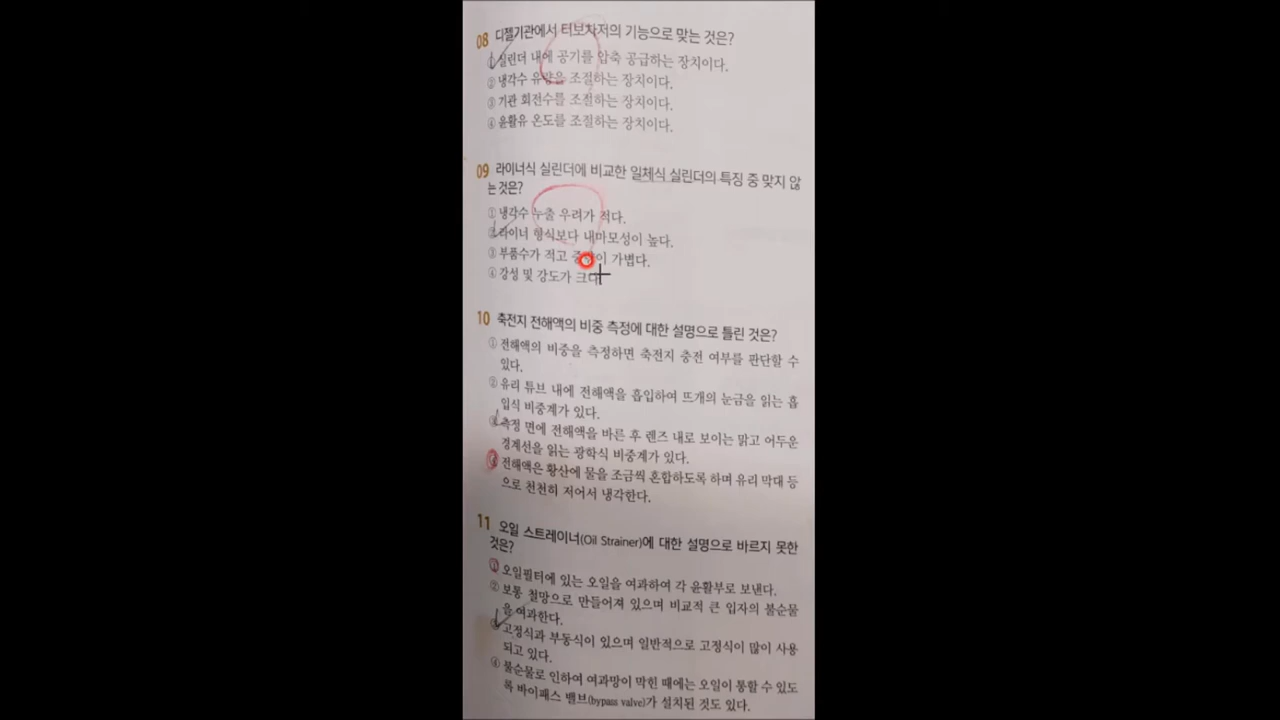 08 디젤기관에서 터보차저의 기능으로 맞는 것은?
① 실린더 내에 공기를 압축 공급하는 장치이다.
② 냉각수 유량을 조절하는 장치이다.
③ 기관 회전수를 조절하는 장치이다.
④ 윤활유 온도를 조절하는 장치이다.
09 라이너식 실린더에 비교한 일체식 실린더의 특징 중 맞지 않
는 것은?
① 냉각수 누출 우려가 적다.
② 라이너 형식보다 내마모성이 높다.
③ 부품수가 적고 중량이 가볍다.
④ 강성 및 강도가 크다.
10 축전지 전해액의 비중 측정에 대한 설명으로 틀린 것은?
① 전해액의 비중을 측정하면 축전지 충전 여부를 판단할 수
있다.
② 유리 튜브 내에 전해액을 흡입하여 뜨개의 눈금을 읽는 흡
입식 비중계가 있다.
③ 측정 면에 전해액을 바른 후 렌즈 내로 보이는 맑고 어두운
경계선을 읽는 광학식 비중계가 있다.
④ 전해액은 황산에 물을 조금씩 혼합하도록 하며 유리 막대 등
으로 천천히 저어서 냉각한다.
11 오일 스트레이너(Oil Strainer)에 대한 설명으로 바르지 못한
것은?
① 오일필터에 있는 오일을 여과하여 각 윤활부로 보낸다.
② 보통 철망으로 만들어져 있으며 비교적 큰 입자의 불순물
을 여과한다.
③ 고정식과 부동식이 있으며 일반적으로 고정식이 많이 사용
되고 있다.
④ 불순물로 인하여 여과망이 막힌 때에는 오일이 통할 수 있도
록 바이패스 밸브(bypass valve)가 설치된 것도 있다.